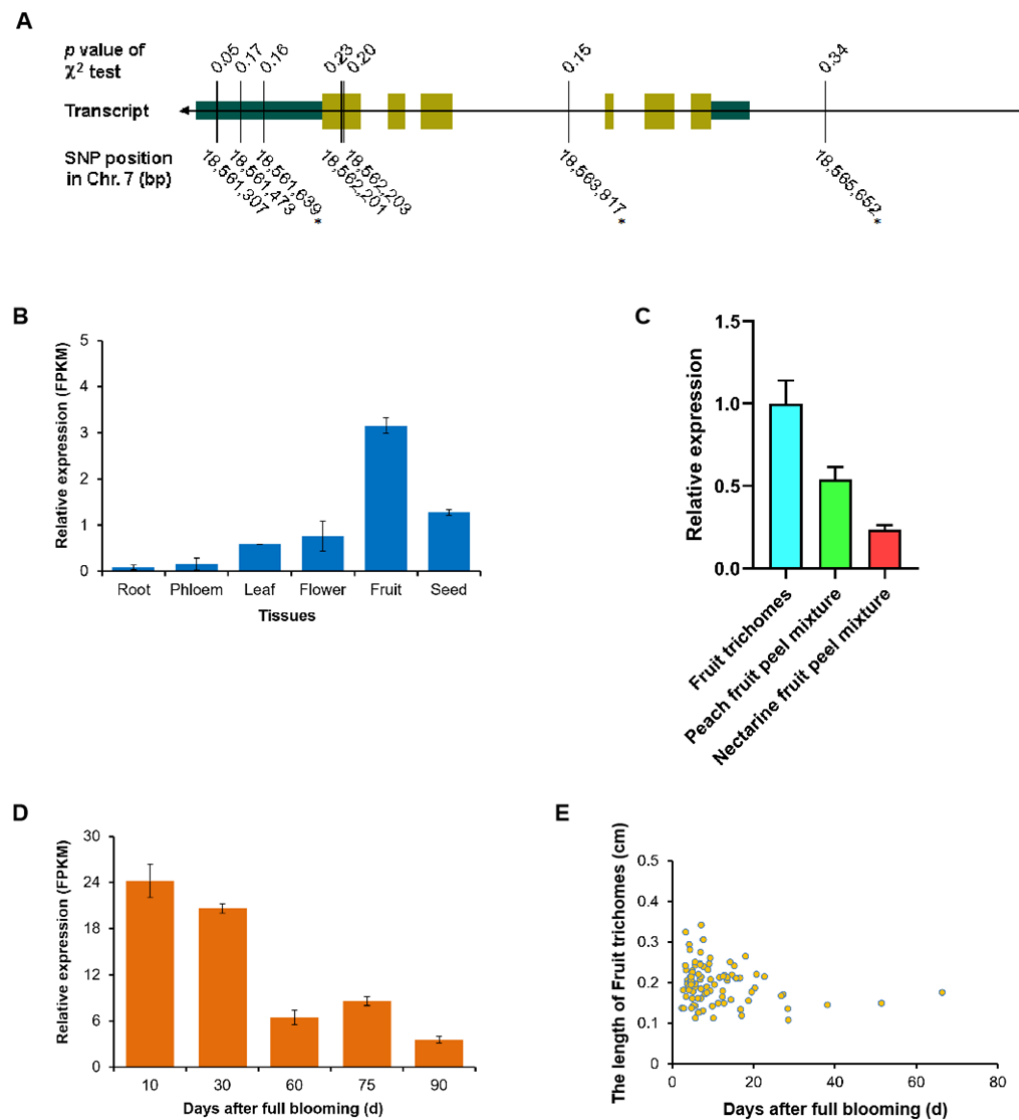 A
p value of
χ² test
0.05 0.17 0.16 0.23 0.20 0.15 0.34
Transcript
SNP position
in Chr. 7 (bp)
18,561,307 18,561,473 18,561,639* 18,562,201 18,562,203 18,563,817* 18,565,652*
B
Relative expression (FPKM)
5
4
3
2
1
0
Root Phloem Leaf Flower Fruit Seed
Tissues
C
Relative expression
1.5
1.0
0.5
0.0
Fruit trichomes
Peach fruit peel mixture
Nectarine fruit peel mixture
D
Relative expression (FPKM)
30
24
18
12
6
0
10 30 60 75 90
Days after full blooming (d)
E
The length of Fruit trichomes (cm)
0.5
0.4
0.3
0.2
0.1
0
0 20 40 60 80
Days after full blooming (d)